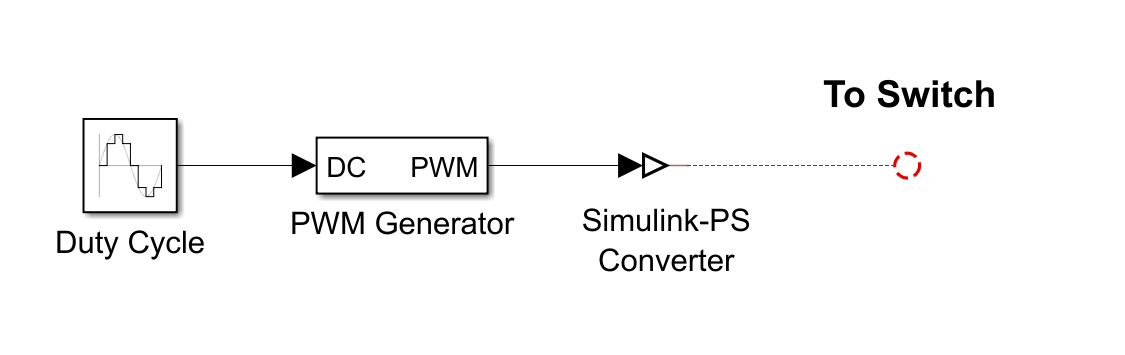 To Switch
DC PWM
Duty Cycle
PWM Generator
Simulink-PS
Converter